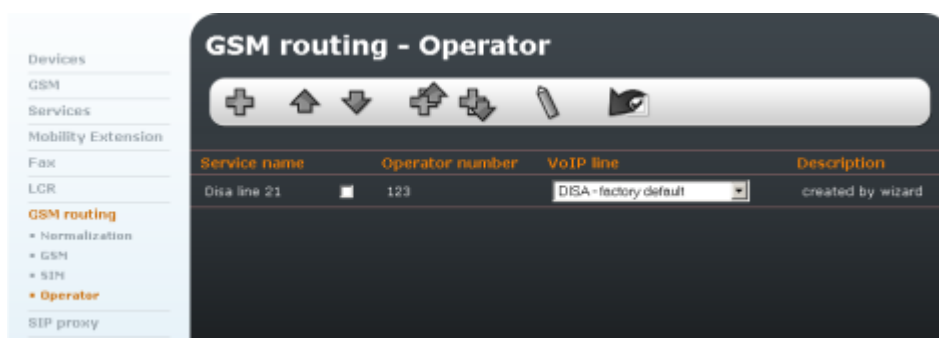 GSM routing - Operator
Devices
GSM
Services
Mobility Extension
Fax
LCR
GSM routing
Normalization
GSM
SIM
Operator
SIP proxy
Service name Operator number VoIP line Description
Disa line 21 123 DISA - factory default created by wizard